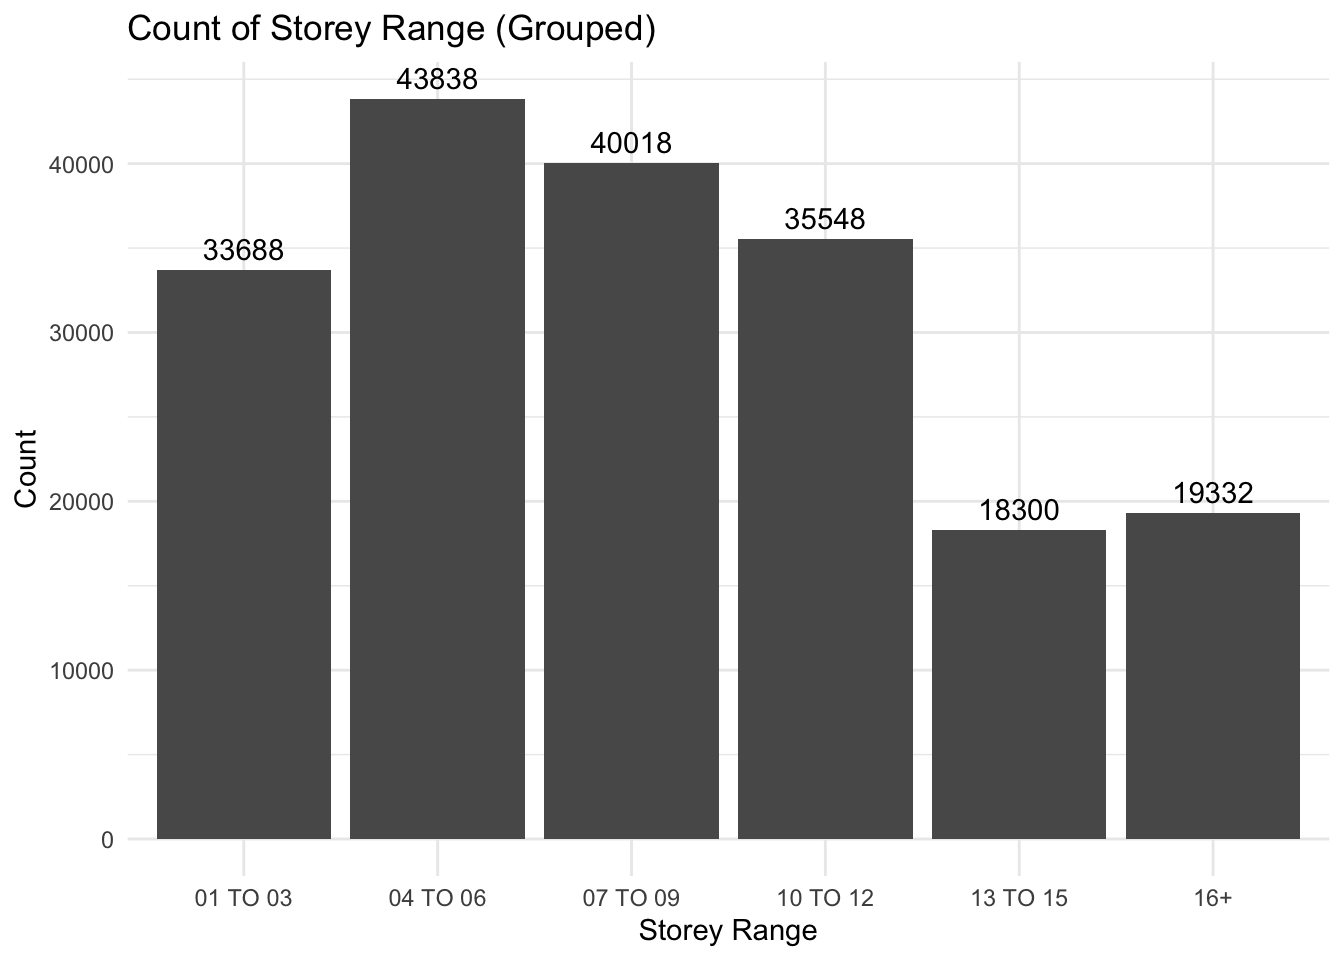 Count of Storey Range (Grouped)
43838
40018
35548
33688
19332
18300
40000
30000
20000
10000
0
Count
01 TO 03
04 TO 06
07 TO 09
10 TO 12
13 TO 15
16+
Storey Range